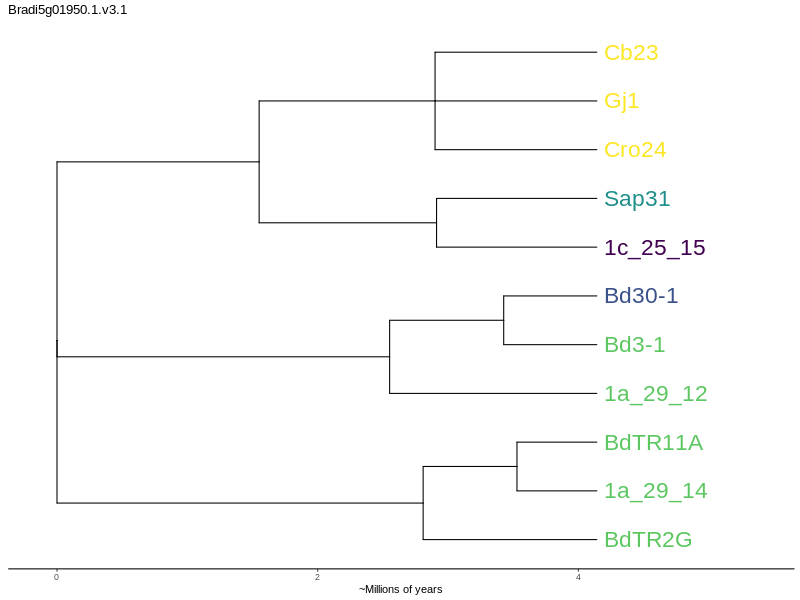 Bradi5g01950.1.v3.1
Cb23
Gj1
Cro24
Sap31
1c_25_15
Bd30-1
Bd3-1
1a_29_12
BdTR11A
1a_29_14
BdTR2G
0 2 4
~Millions of years